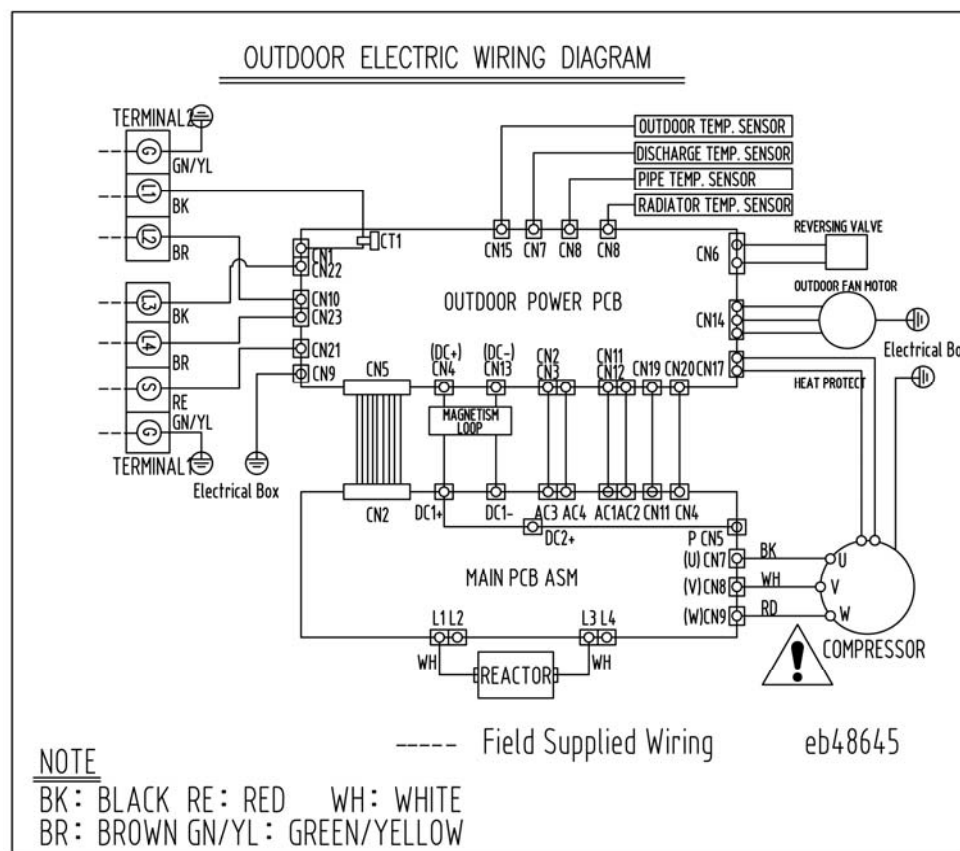 OUTDOOR ELECTRIC WIRING DIAGRAM
TERMINAL2
G
GN/YL
L1
BK
L2
BR
L3
BK
L4
BR
S
RE
G
GN/YL
TERMINAL1
Electrical Box
OUTDOOR TEMP. SENSOR
DISCHARGE TEMP. SENSOR
PIPE TEMP. SENSOR
RADIATOR TEMP. SENSOR
CT1
CN15 CN7 CN8 CN8
CN1
CN22
CN10
CN23
CN21
CN9
OUTDOOR POWER PCB
CN6
REVERSING VALVE
OUTDOOR FAN MOTOR
CN14
Electrical Bo
CN17
HEAT PROTECT
CN5
(DC+)
CN4
(DC-)
CN13
CN2
CN3
CN11
CN12
CN19 CN20
MAGNETISM
LOOP
CN2
DC1+ DC1- AC3 AC4 AC1 AC2 CN11 CN4
DC2+
P CN5
(U) CN7 BK U
(V) CN8 WH V
(W) CN9 RD W
MAIN PCB ASM
COMPRESSOR
L1 L2
L3 L4
WH
REACTOR
WH
----- Field Supplied Wiring
eb48645
NOTE
BK: BLACK RE: RED WH: WHITE
BR: BROWN GN/YL: GREEN/YELLOW